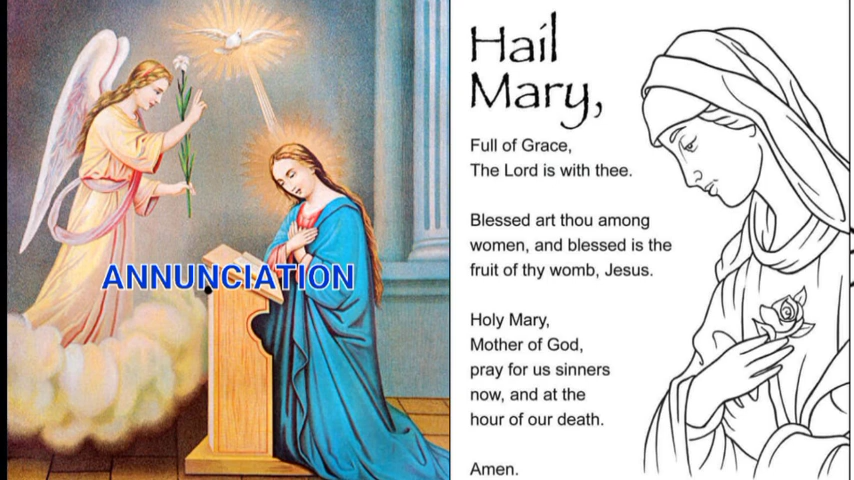 ANNUNCIATION
Hail
Mary,
Full of Grace,
The Lord is with thee.
Blessed art thou among
women, and blessed is the
fruit of thy womb, Jesus.
Holy Mary,
Mother of God,
pray for us sinners
now, and at the
hour of our death.
Amen.